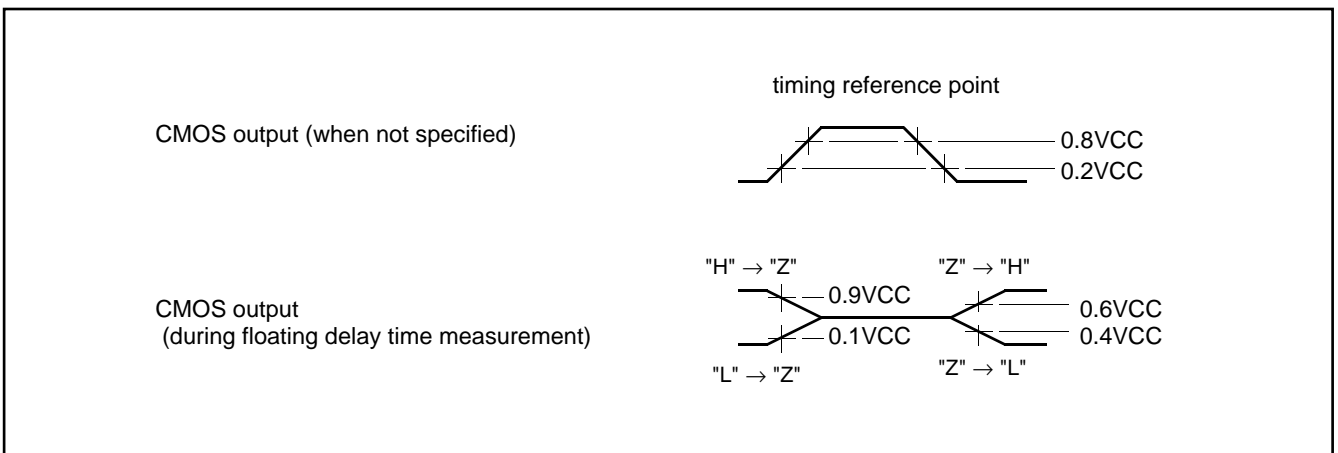 timing reference point
CMOS output (when not specified)
0.8VCC
0.2VCC
"H" → "Z"
"Z" → "H"
CMOS output
(during floating delay time measurement)
0.9VCC
0.6VCC
0.1VCC
0.4VCC
"L" → "Z"
"Z" → "L"